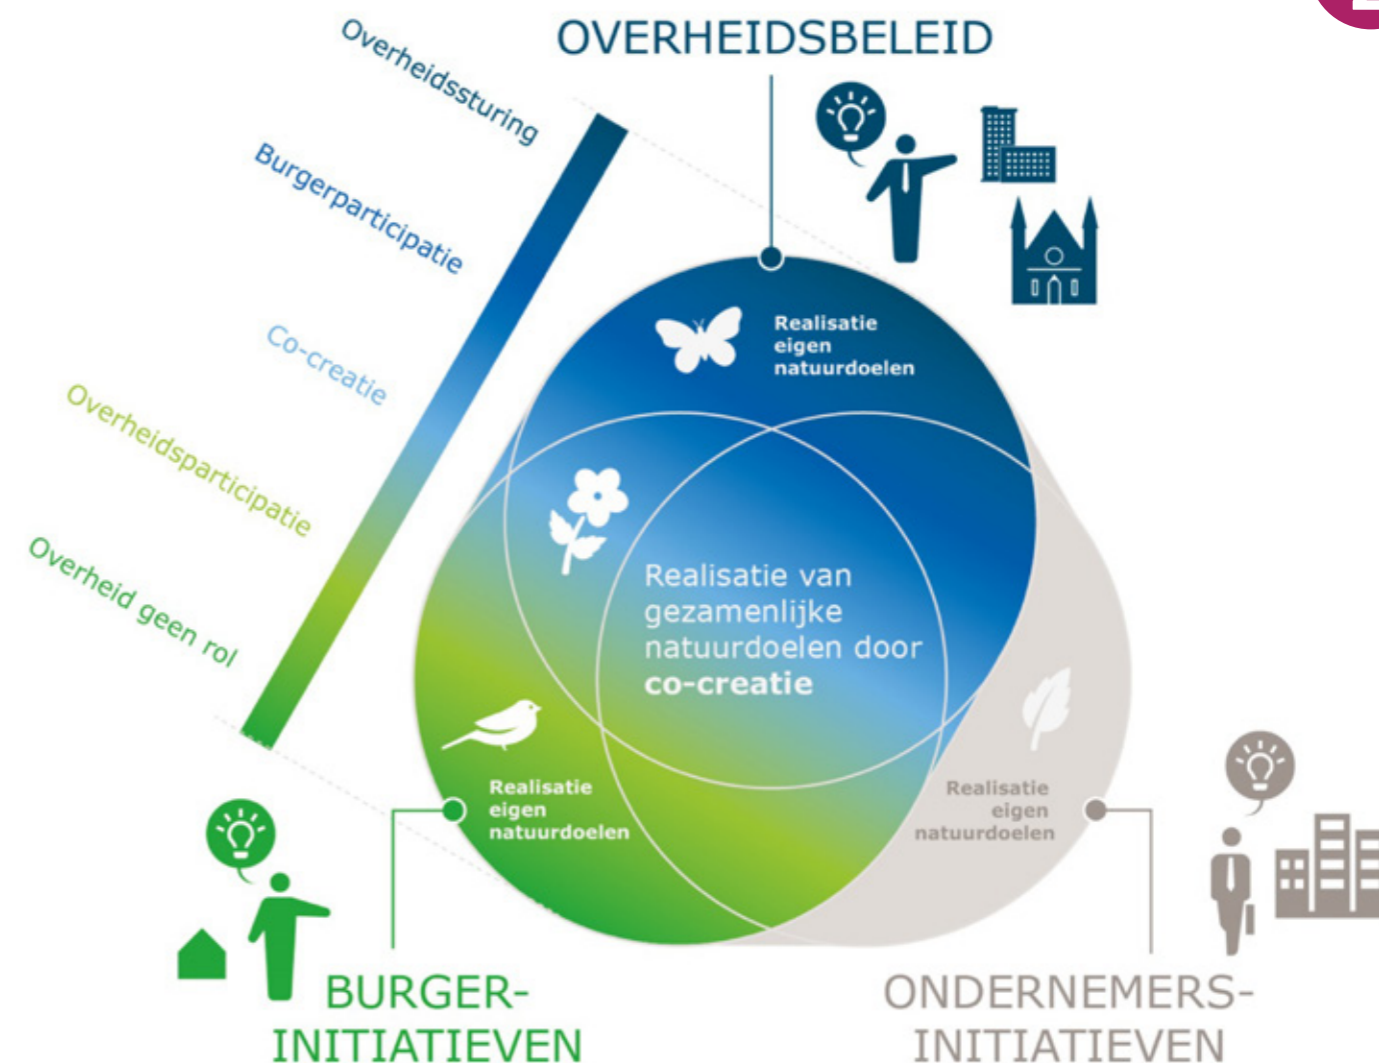 OVERHEIDSBELEID
Overheidssturing
Burgerparticipatie
Co-creatie
Overheidsparticipatie
Overheid geen rol
Realisatie
eigen
natuurdoelen
Realisatie van
gezamenlijke
natuurdoelen door
co-creatie
Realisatie
eigen
natuurdoelen
Realisatie
eigen
natuurdoelen
BURGER-
INITIATIEVEN
ONDERNEMERS-
INITIATIEVEN